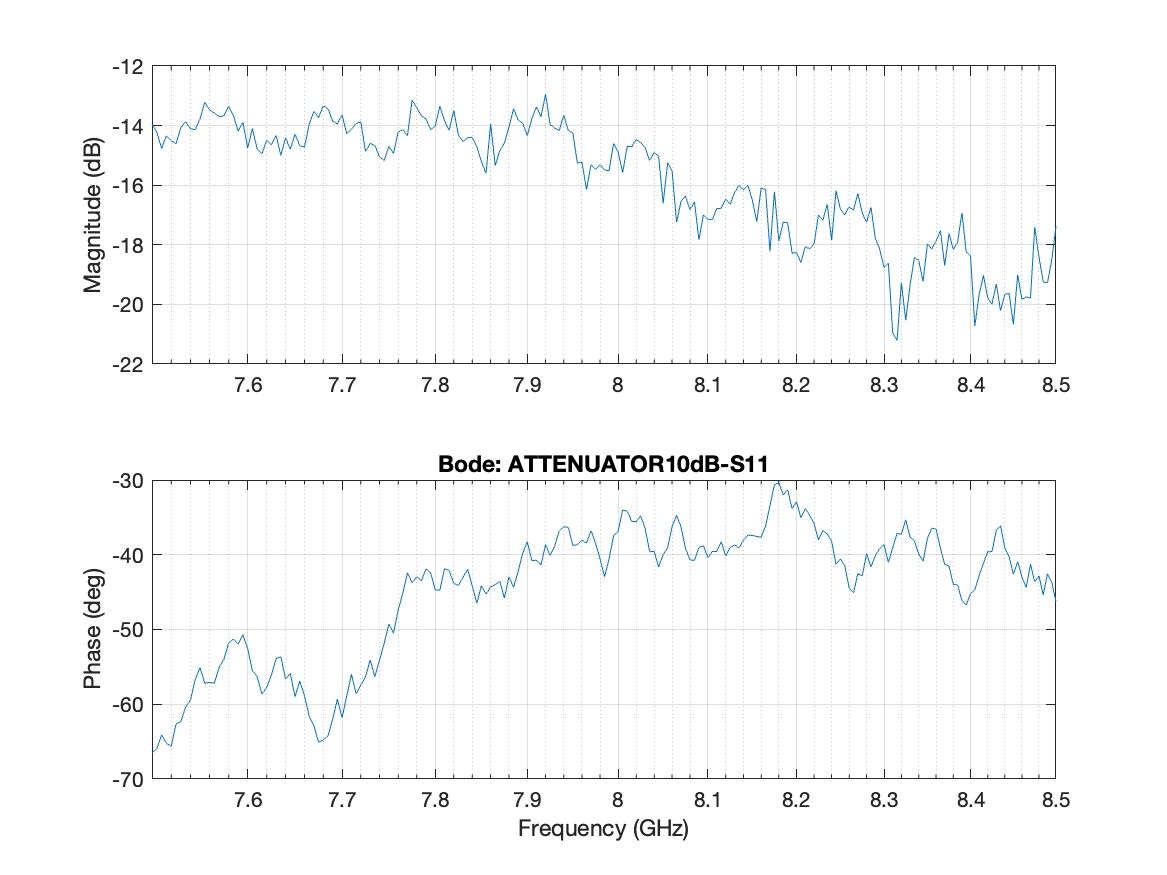 -12
-14
-16
-18
-20
-22
Magnitude (dB)
7.6 7.7 7.8 7.9 8 8.1 8.2 8.3 8.4 8.5
Bode: ATTENUATOR10dB-S11
-30
-40
-50
-60
-70
Phase (deg)
7.6 7.7 7.8 7.9 8 8.1 8.2 8.3 8.4 8.5
Frequency (GHz)